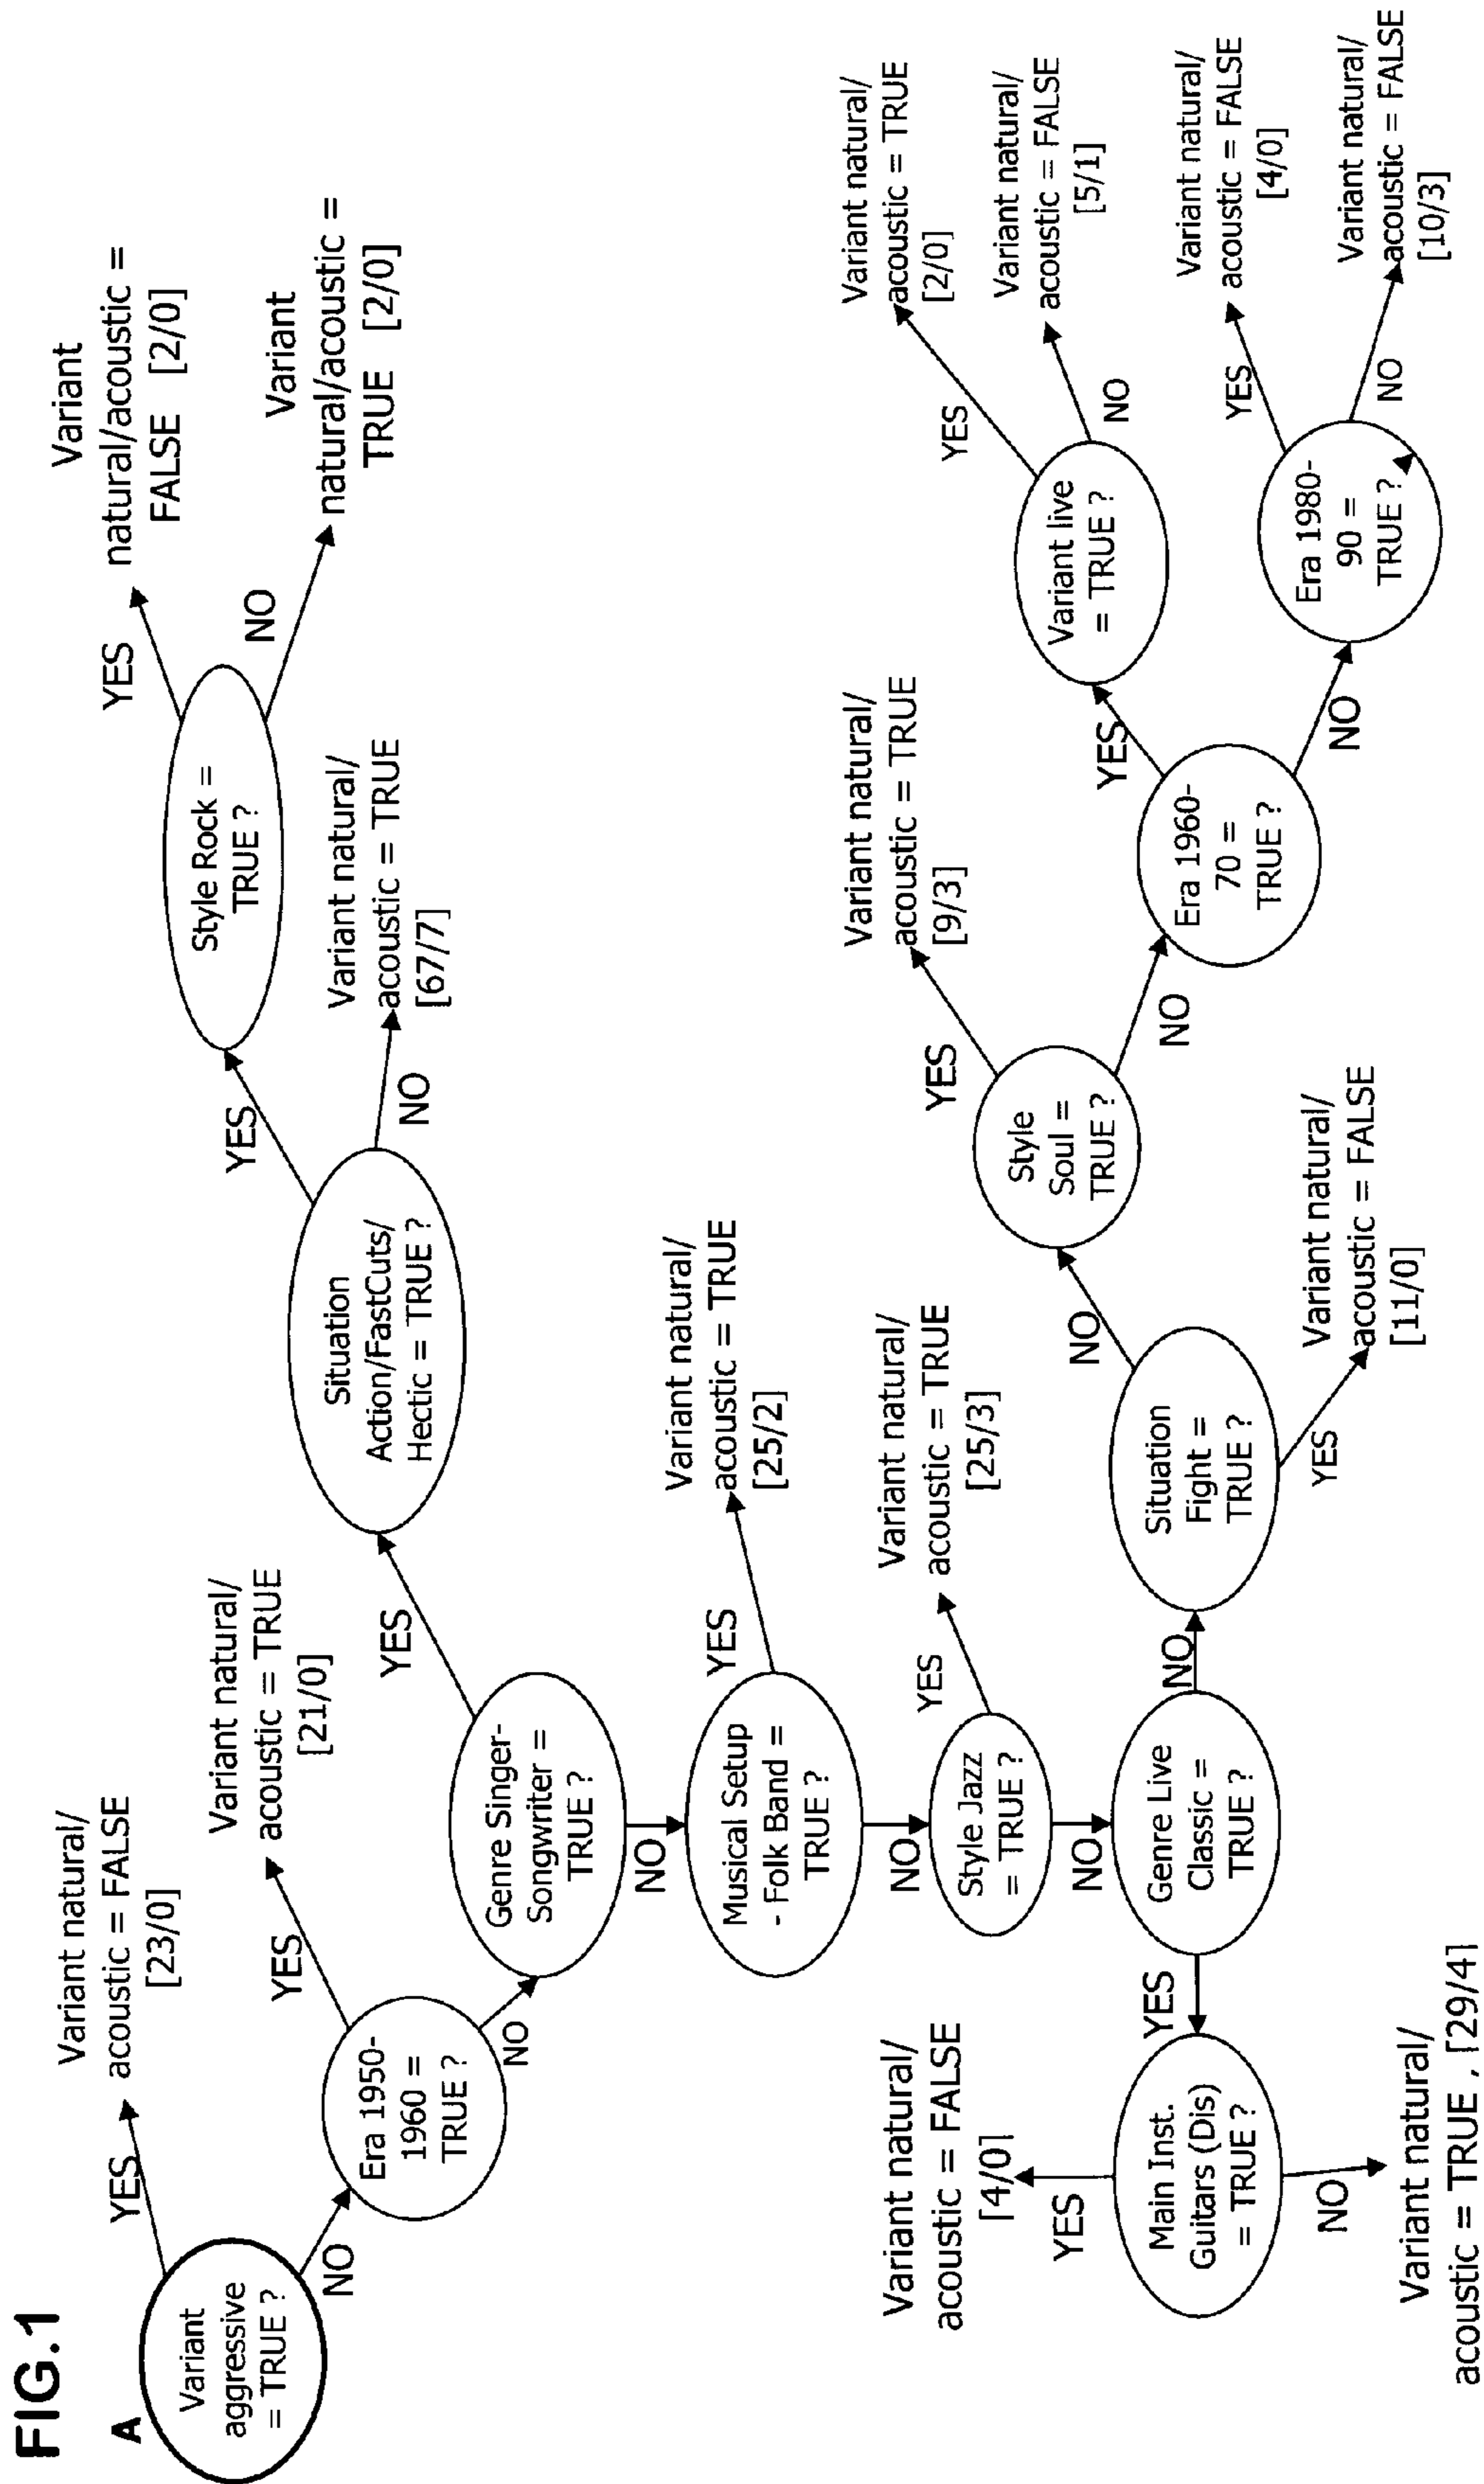 FIG.1
A
Variant
aggressive
= TRUE ?
YES
Variant natural/
acoustic = FALSE
[23/0]
NO
Era 1950-
1960 =
TRUE ?
YES
Variant natural/
acoustic = TRUE
[21/0]
NO
Genre Singer-
Songwriter =
TRUE ?
YES
Situation
Action/FastCuts/
Hectic = TRUE ?
YES
Style Rock =
TRUE ?
YES
Variant
natural/acoustic =
FALSE [2/0]
NO
Variant
natural/acoustic =
TRUE [2/0]
NO
Variant natural/
acoustic = TRUE
[67/7]
NO
Musical Setup
- Folk Band =
TRUE ?
YES
Variant natural/
acoustic = TRUE
[25/2]
NO
Style Jazz
= TRUE ?
YES
Variant natural/
acoustic = TRUE
[25/3]
NO
Genre Live
Classic =
TRUE ?
YES
Main Inst.
Guitars (Dis)
= TRUE ?
YES
Variant natural/
acoustic = FALSE
[4/0]
NO
Variant natural/
acoustic = TRUE , [29/4]
NO
Situation
Fight =
TRUE ?
YES
Variant natural/
acoustic = FALSE
[11/0]
NO
Style
Soul =
TRUE ?
YES
Variant natural/
acoustic = TRUE
[9/3]
NO
Era 1960-
70 =
TRUE ?
YES
Variant live
= TRUE ?
YES
Variant natural/
acoustic = TRUE
[2/0]
NO
Variant natural/
acoustic = FALSE
[5/1]
NO
Era 1980-
90 =
TRUE ?
YES
Variant natural/
acoustic = FALSE
[4/0]
NO
Variant natural/
acoustic = FALSE
[10/3]